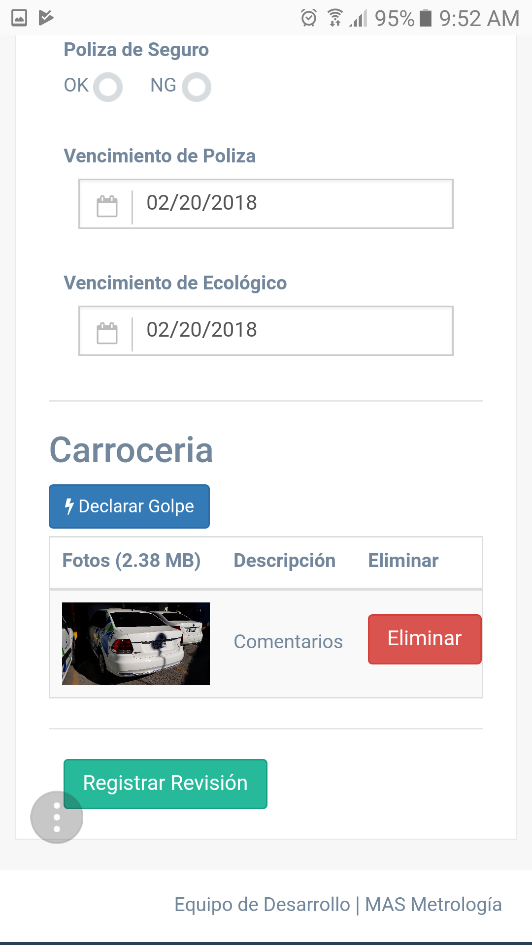 95% 9:52 AM
Poliza de Seguro
OK NG
Vencimiento de Poliza
02/20/2018
Vencimiento de Ecológico
02/20/2018
Carroceria
Declarar Golpe
Fotos (2.38 MB) Descripción Eliminar
Comentarios Eliminar
Registrar Revisión
Equipo de Desarrollo | MAS Metrología